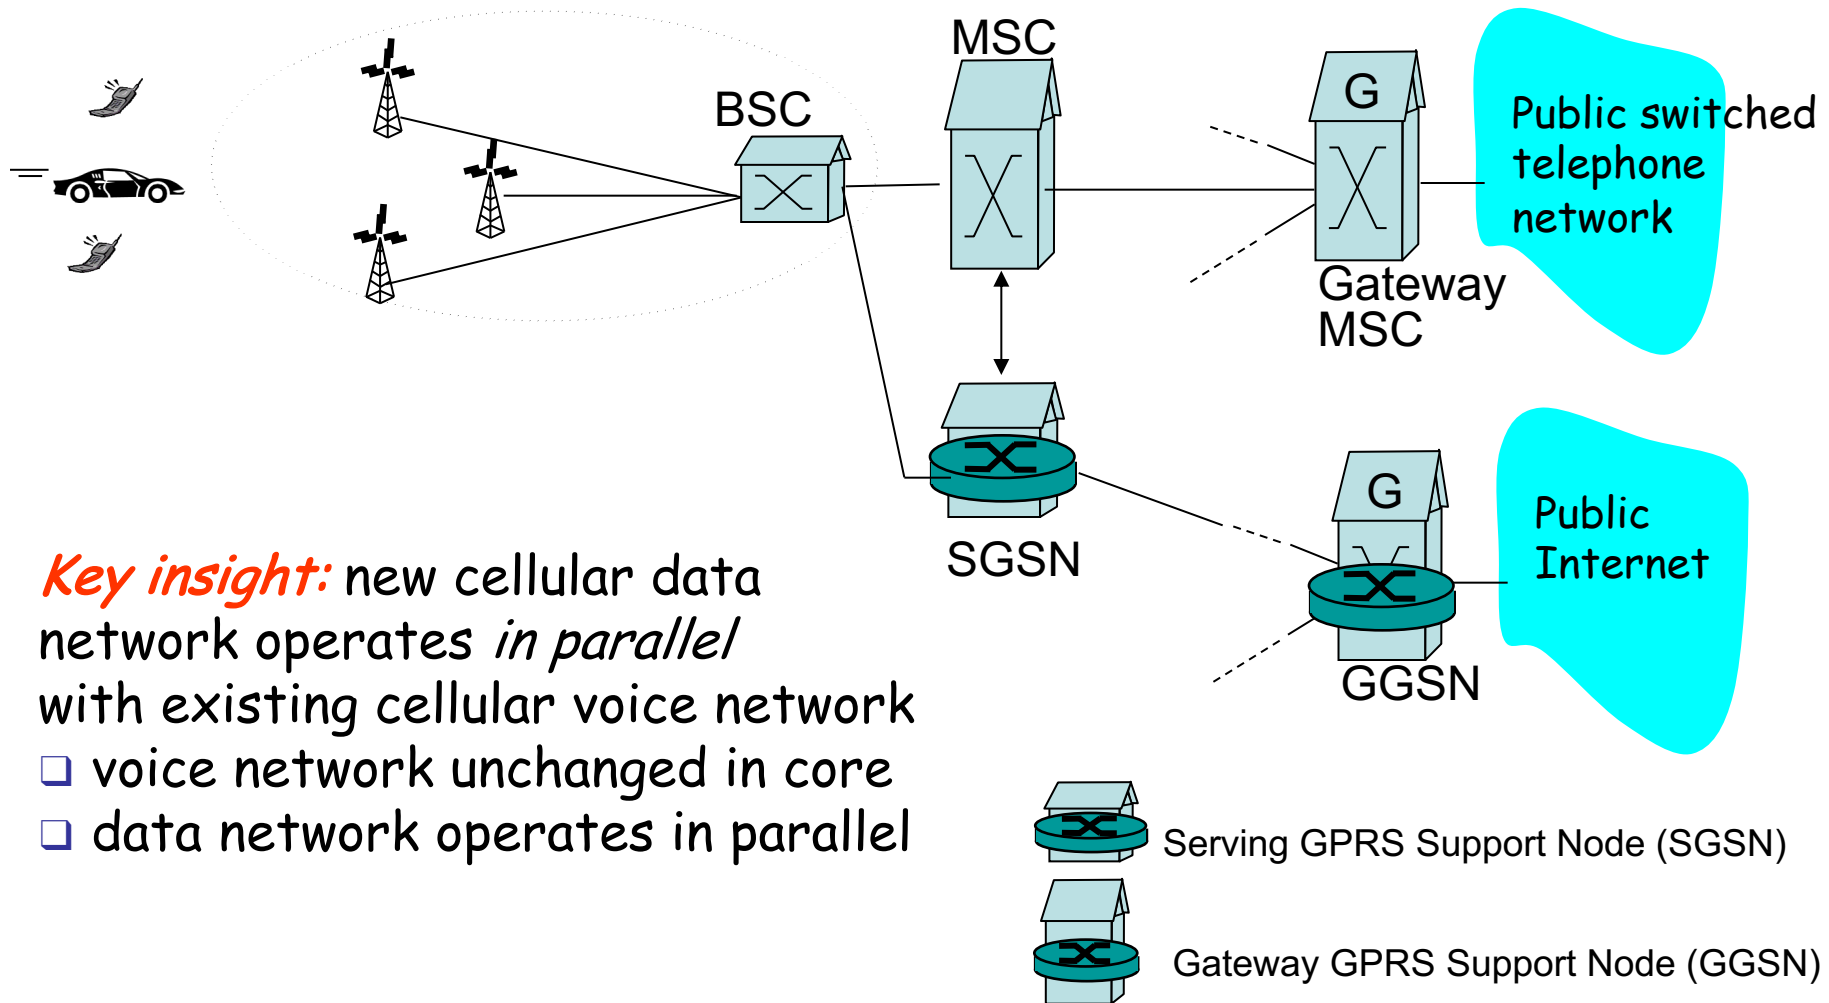 MSC
BSC
G
Public switched
telephone
network
Gateway
MSC
SGSN
G
GGSN
Public
Internet
Key insight: new cellular data
network operates in parallel
with existing cellular voice network
❑ voice network unchanged in core
❑ data network operates in parallel
Serving GPRS Support Node (SGSN)
Gateway GPRS Support Node (GGSN)